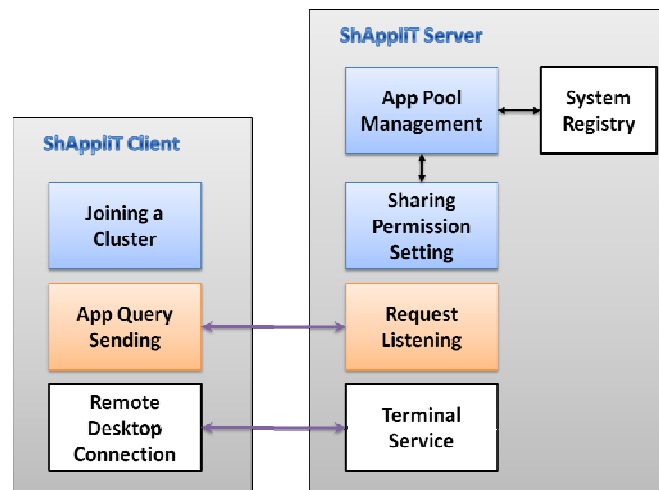 ShAppliT Client
Joining a
Cluster
App Query
Sending
Remote
Desktop
Connection
ShAppliT Server
App Pool
Management
System
Registry
Sharing
Permission
Setting
Request
Listening
Terminal
Service